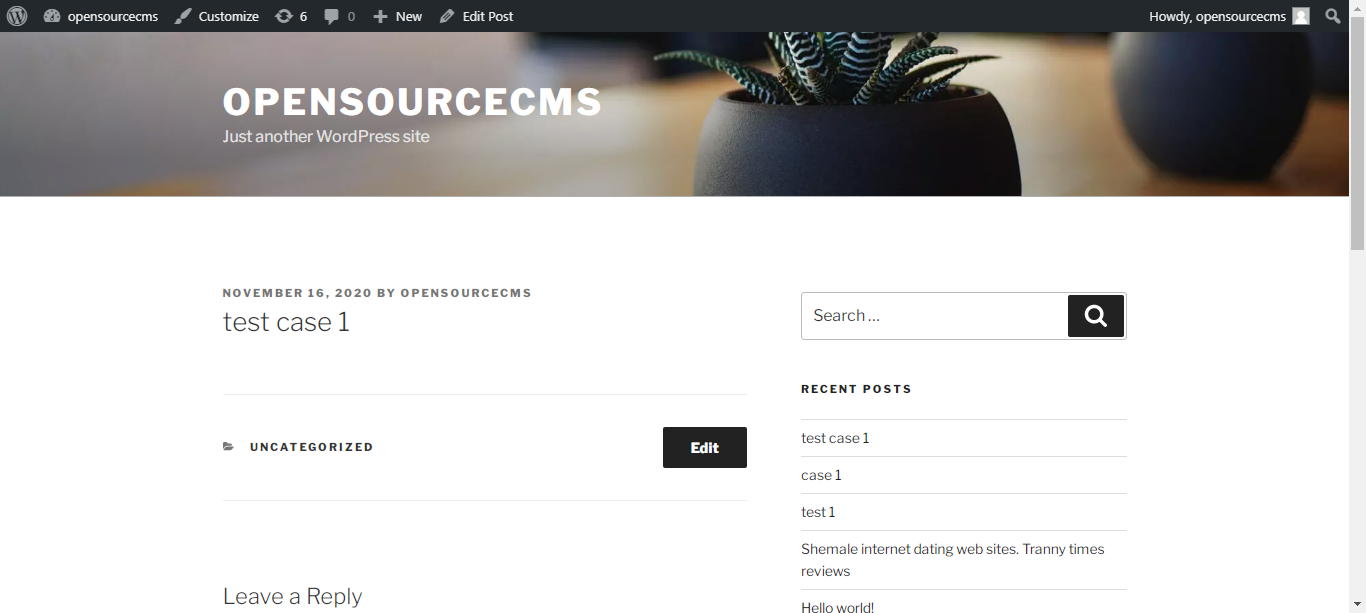 opensourcecms Customize 6 0 New Edit Post Howdy, opensourcecms
OPENSOURCECMS
Just another WordPress site
NOVEMBER 16, 2020 BY OPENSOURCECMS
test case 1
UNCATEGORIZED
Edit
Leave a Reply
Search …
RECENT POSTS
test case 1
case 1
test 1
Shemale internet dating web sites. Tranny times
reviews
Hello world!